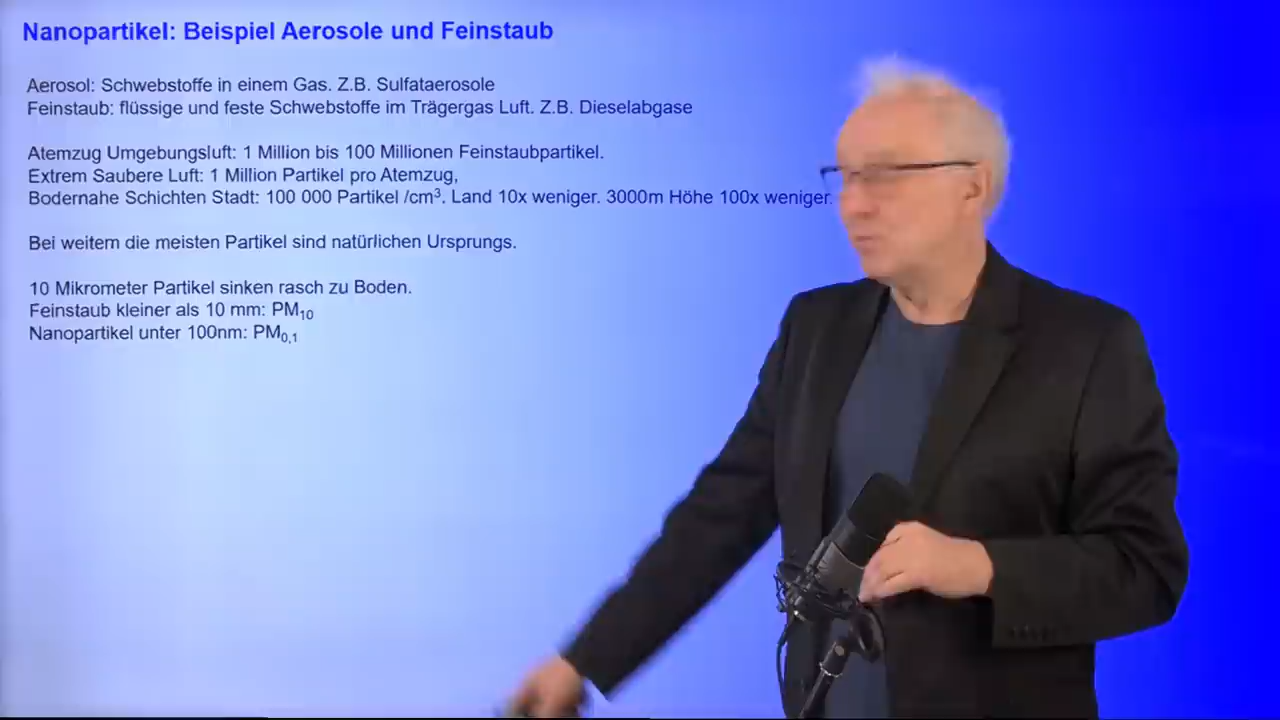 Nanopartikel: Beispiel Aerosole und Feinstaub
Aerosol: Schwebstoffe in einem Gas. Z.B. Sulfataerosole
Feinstaub: flüssige und feste Schwebstoffe im Trägergas Luft. Z.B. Dieselabgase
Atemzug Umgebungsluft: 1 Million bis 100 Millionen Feinstaubpartikel.
Extrem Saubere Luft: 1 Million Partikel pro Atemzug,
Bodernahe Schichten Stadt: 100 000 Partikel /cm³. Land 10x weniger. 3000m Höhe 100x weniger.
Bei weitem die meisten Partikel sind natürlichen Ursprungs.
10 Mikrometer Partikel sinken rasch zu Boden.
Feinstaub kleiner als 10 mm: PM₁₀
Nanopartikel unter 100nm: PM₀,₁